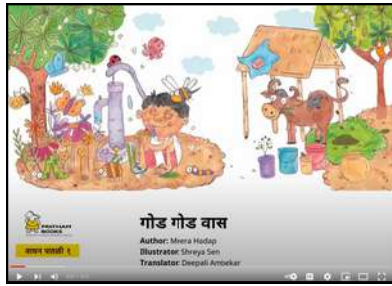 गोड गोड वास
PRATHAM
BOOKS
Author: Meera Hadap
Illustrator: Shreya Sen
वाचन पातळी १
Translator: Deepali Ambekar